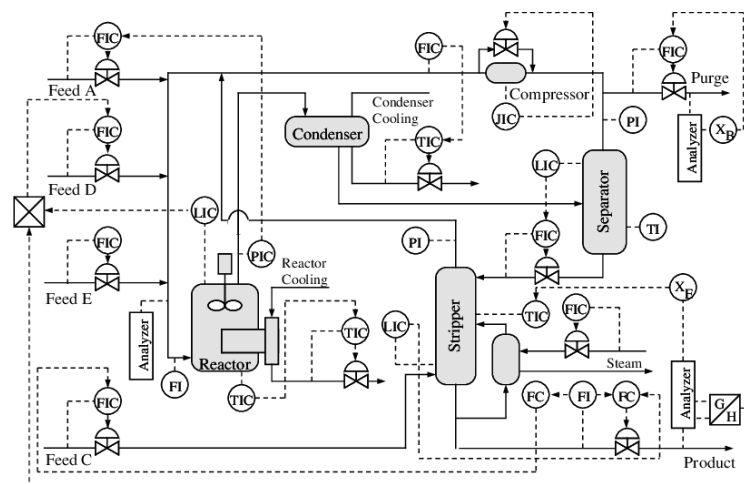 FIC
Feed A
FIC
JIC
Compressor
FIC
Purge
Condenser
Cooling
Condenser
TIC
PI
X_B
Analyzer
FIC
Feed D
LIC
LIC
Separator
FIC
TI
PI
PIC
FIC
Feed E
Reactor
Cooling
Analyzer
Reactor
FI
TIC
TIC
LIC
Stripper
TIC
FIC
X_F
Steam
FIC
Feed C
FC
FI
FC
Analyzer
G
H
Product